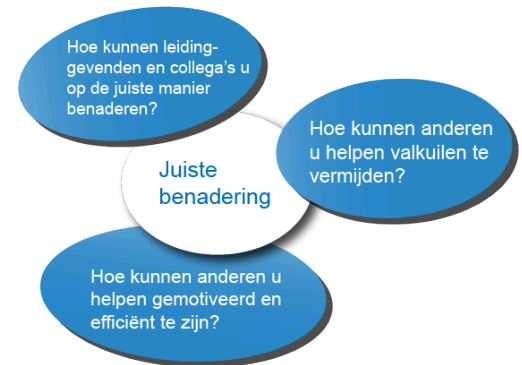 Hoe kunnen leiding-
gevenden en collega's u
op de juiste manier
benaderen?
Hoe kunnen anderen
u helpen valkuilen te
vermijden?
Juiste
benadering
Hoe kunnen anderen u
helpen gemotiveerd en
efficiënt te zijn?